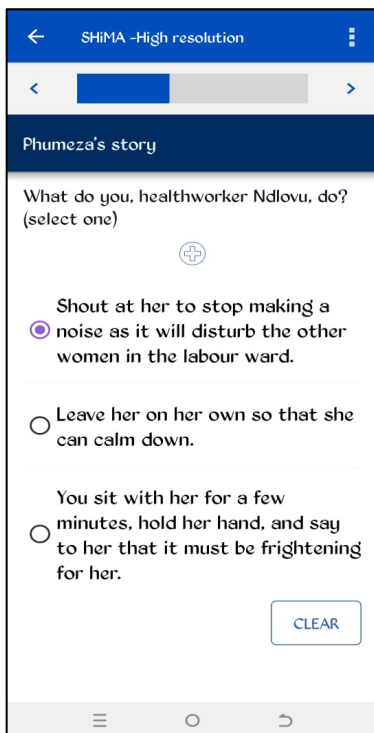 SHiMA -High resolution
Phumeza's story
What do you, healthworker Ndlovu, do?
(select one)
Shout at her to stop making a
noise as it will disturb the other
women in the labour ward.
Leave her on her own so that she
can calm down.
You sit with her for a few
minutes, hold her hand, and say
to her that it must be frightening
for her.
CLEAR